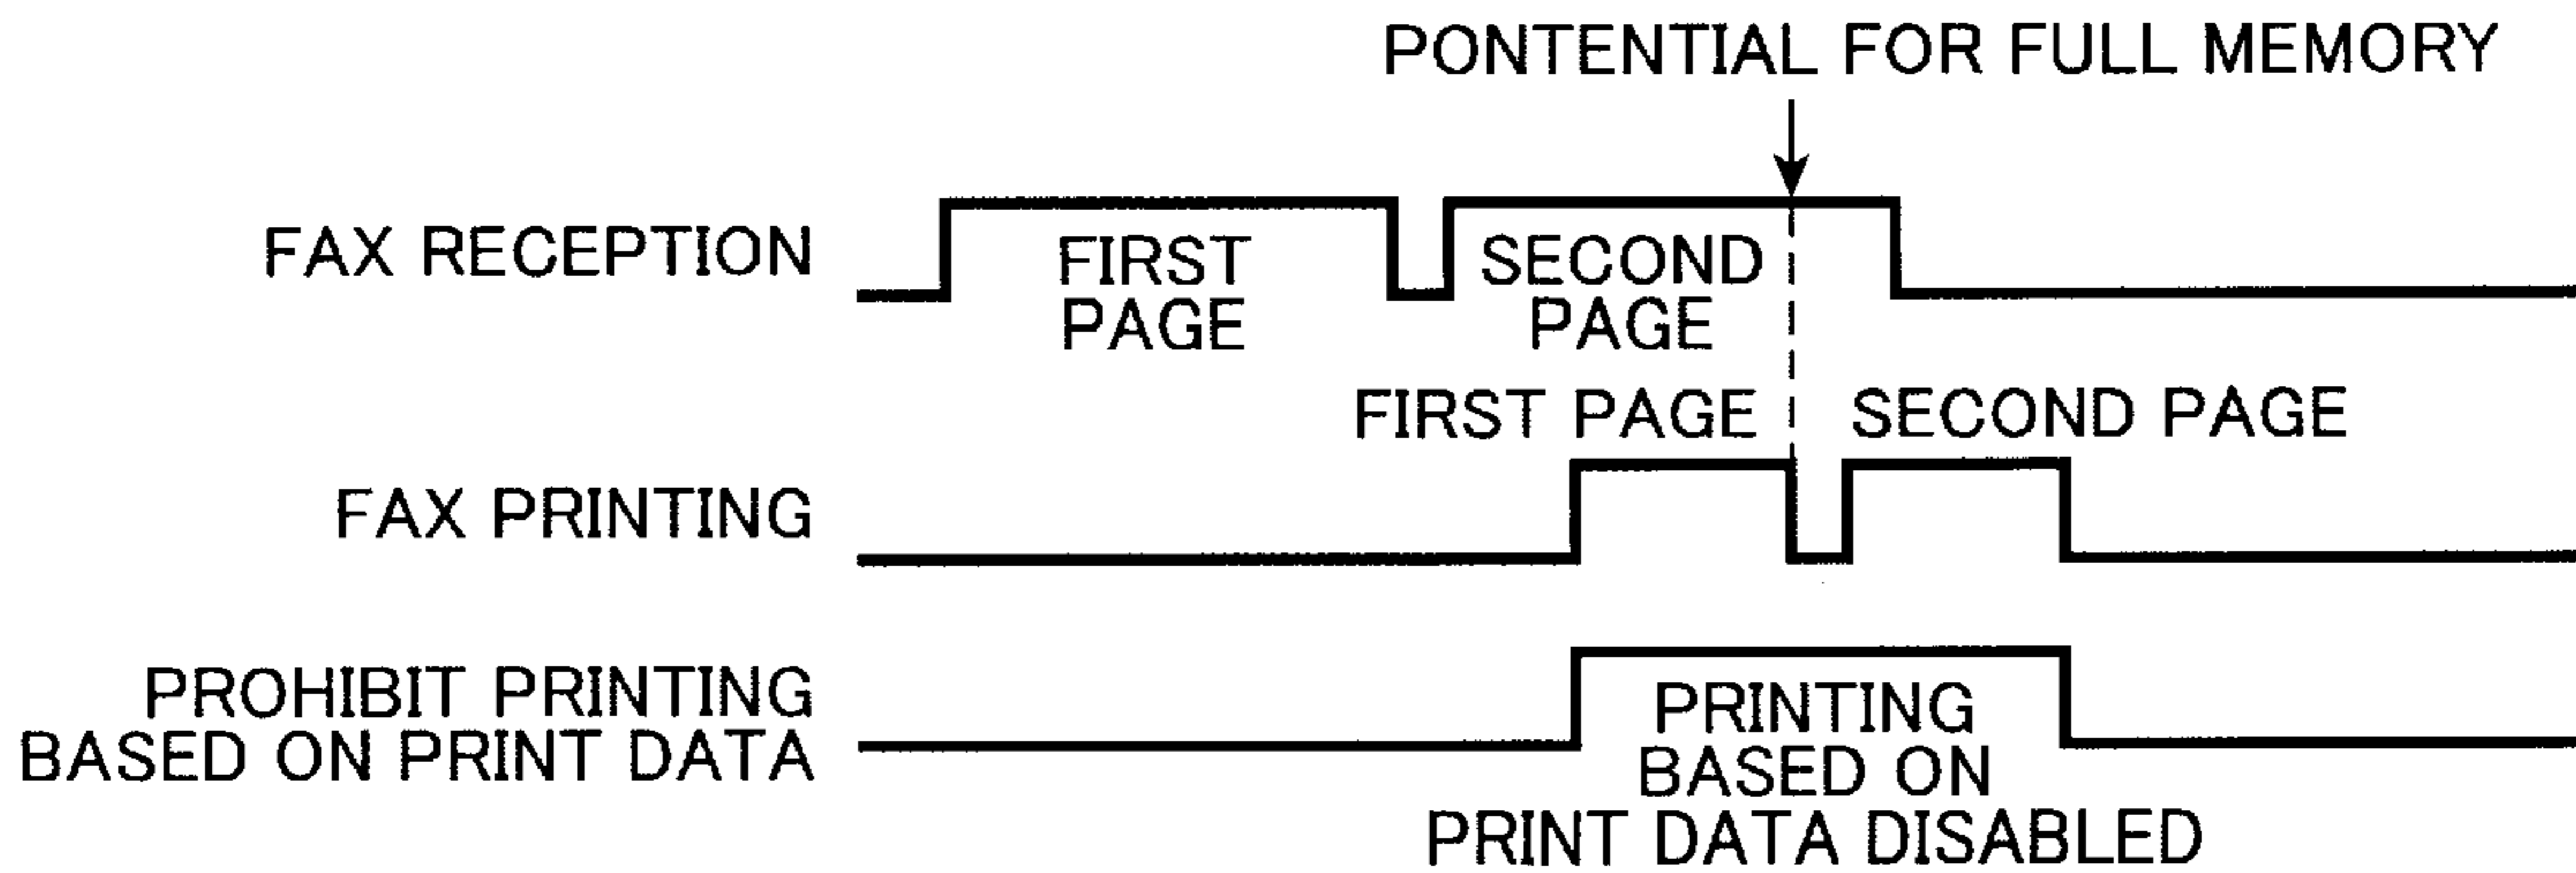 PONTENTIAL FOR FULL MEMORY
FAX RECEPTION
FIRST
PAGE
SECOND
PAGE
FIRST PAGE
SECOND PAGE
FAX PRINTING
PROHIBIT PRINTING
BASED ON PRINT DATA
PRINTING
BASED ON
PRINT DATA DISABLED